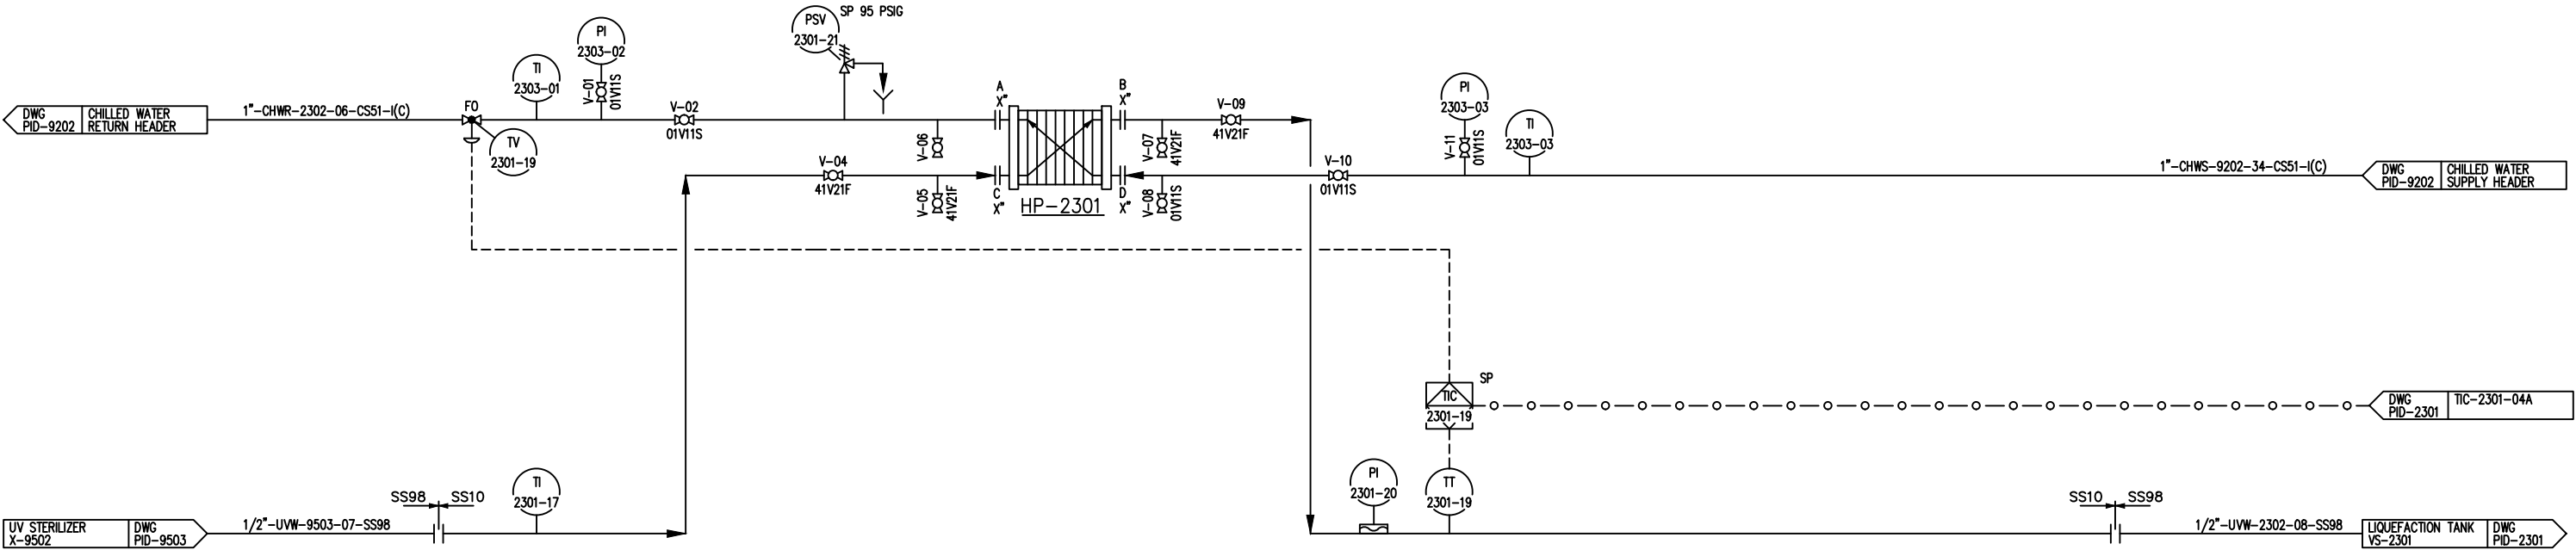 PSV
2301-21
SP 95 PSIG
PI
2303-02
TI
2303-01
V-01
01V11S
DWG
PID-9202
CHILLED WATER
RETURN HEADER
1"-CHWR-2302-06-CS51-I(C)
FO
TV
2301-19
V-02
01V11S
V-06
A
X"
B
X"
V-07
41V21F
V-09
41V21F
PI
2303-03
V-11
01V11S
TI
2303-03
V-04
41V21F
V-05
41V21F
C
X"
HP-2301
D
X"
V-08
01V11S
V-10
01V11S
1"-CHWS-9202-34-CS51-I(C)
DWG
PID-9202
CHILLED WATER
SUPPLY HEADER
TIC
2301-19
SP
DWG
PID-2301
TIC-2301-04A
UV STERILIZER
X-9502
DWG
PID-9503
1/2"-UVW-9503-07-SS98
SS98
SS10
TI
2301-17
PI
2301-20
TT
2301-19
SS10
SS98
1/2"-UVW-2302-08-SS98
LIQUEFACTION TANK
VS-2301
DWG
PID-2301